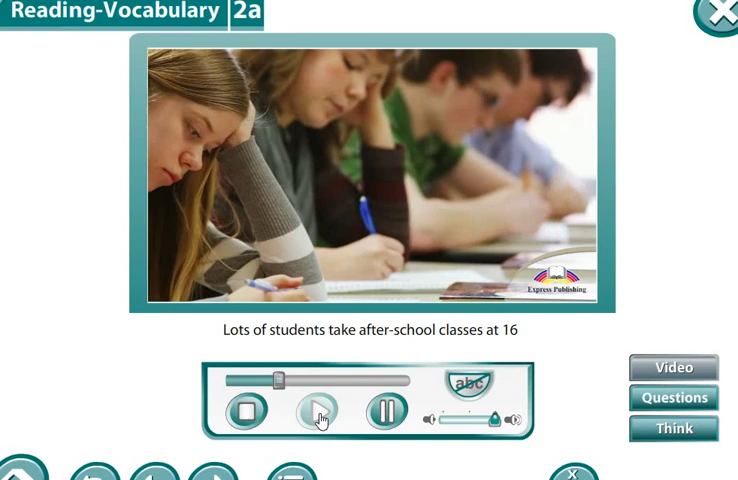 Reading-Vocabulary 2a
Express Publishing
Lots of students take after-school classes at 16
abc
Video
Questions
Think
X